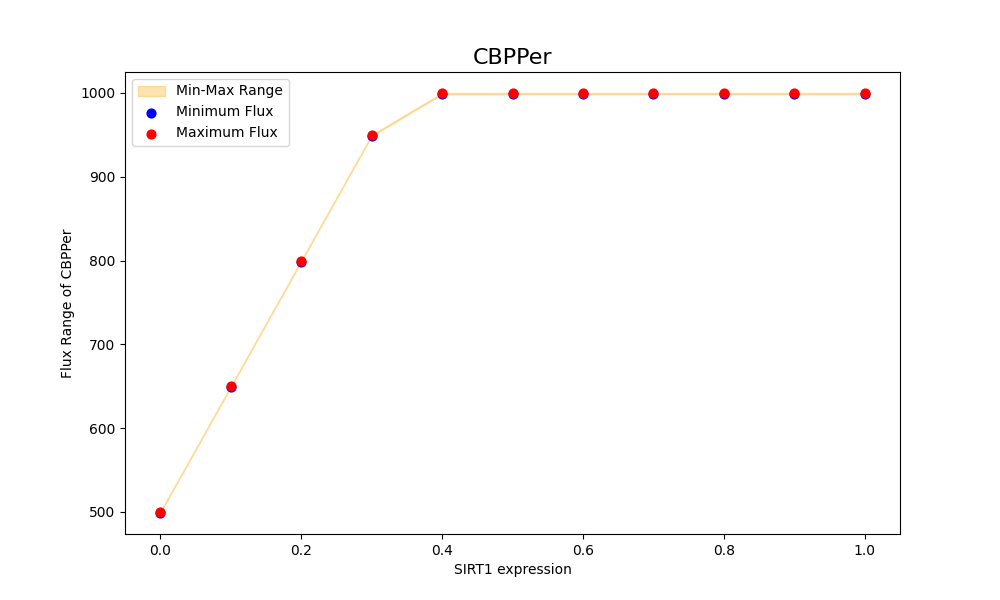 CBPPer
Min-Max Range
Minimum Flux
Maximum Flux
Flux Range of CBPPer
1000
900
800
700
600
500
0.0 0.2 0.4 0.6 0.8 1.0
SIRT1 expression